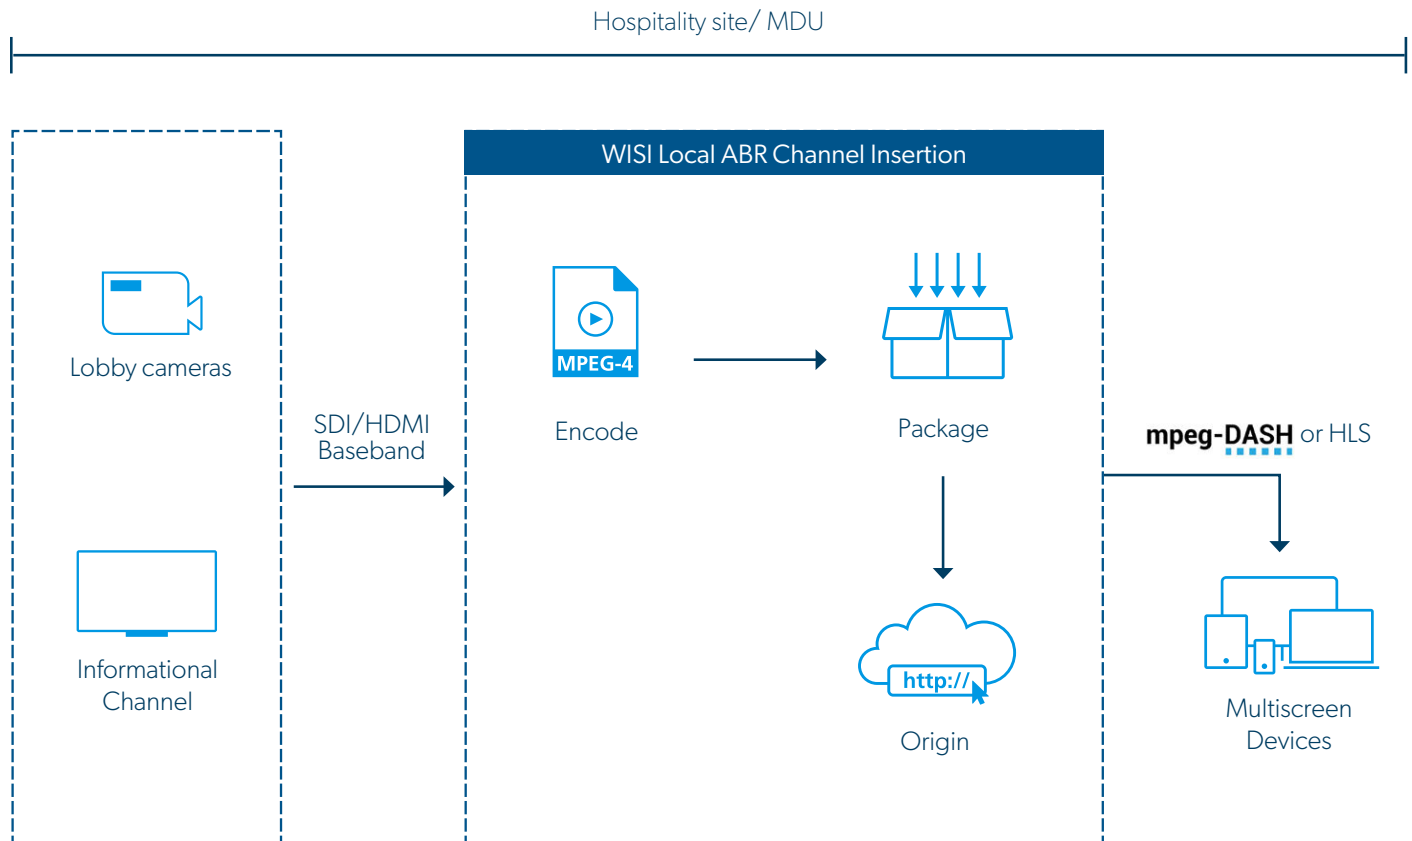 Hospitality site/ MDU
WISI Local ABR Channel Insertion
Lobby cameras
SDI/HDMI
Baseband
MPEG-4
Encode
Package
mpeg-DASH or HLS
Informational
Channel
http://
Origin
Multiscreen
Devices